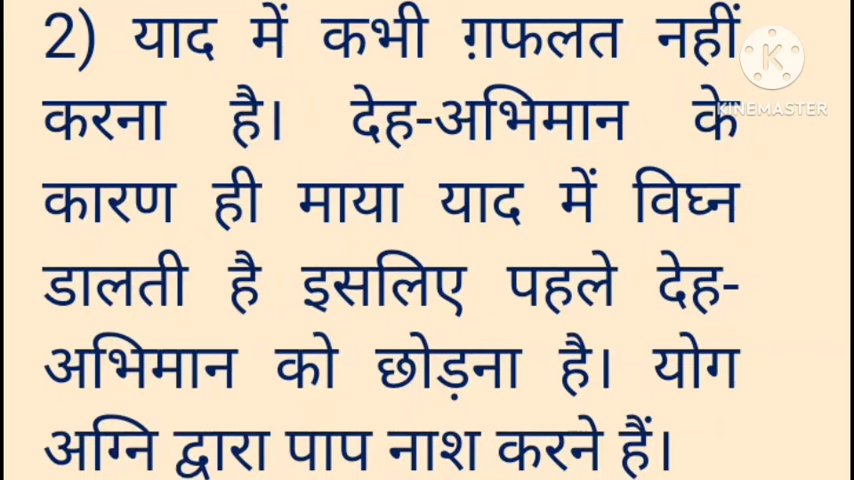 2) याद में कभी ग़फलत नहीं
KINEMASTER
करना है। देह-अभिमान के
कारण ही माया याद में विघ्न
डालती है इसलिए पहले देह-
अभिमान को छोड़ना है। योग
अग्नि द्वारा पाप नाश करने हैं।